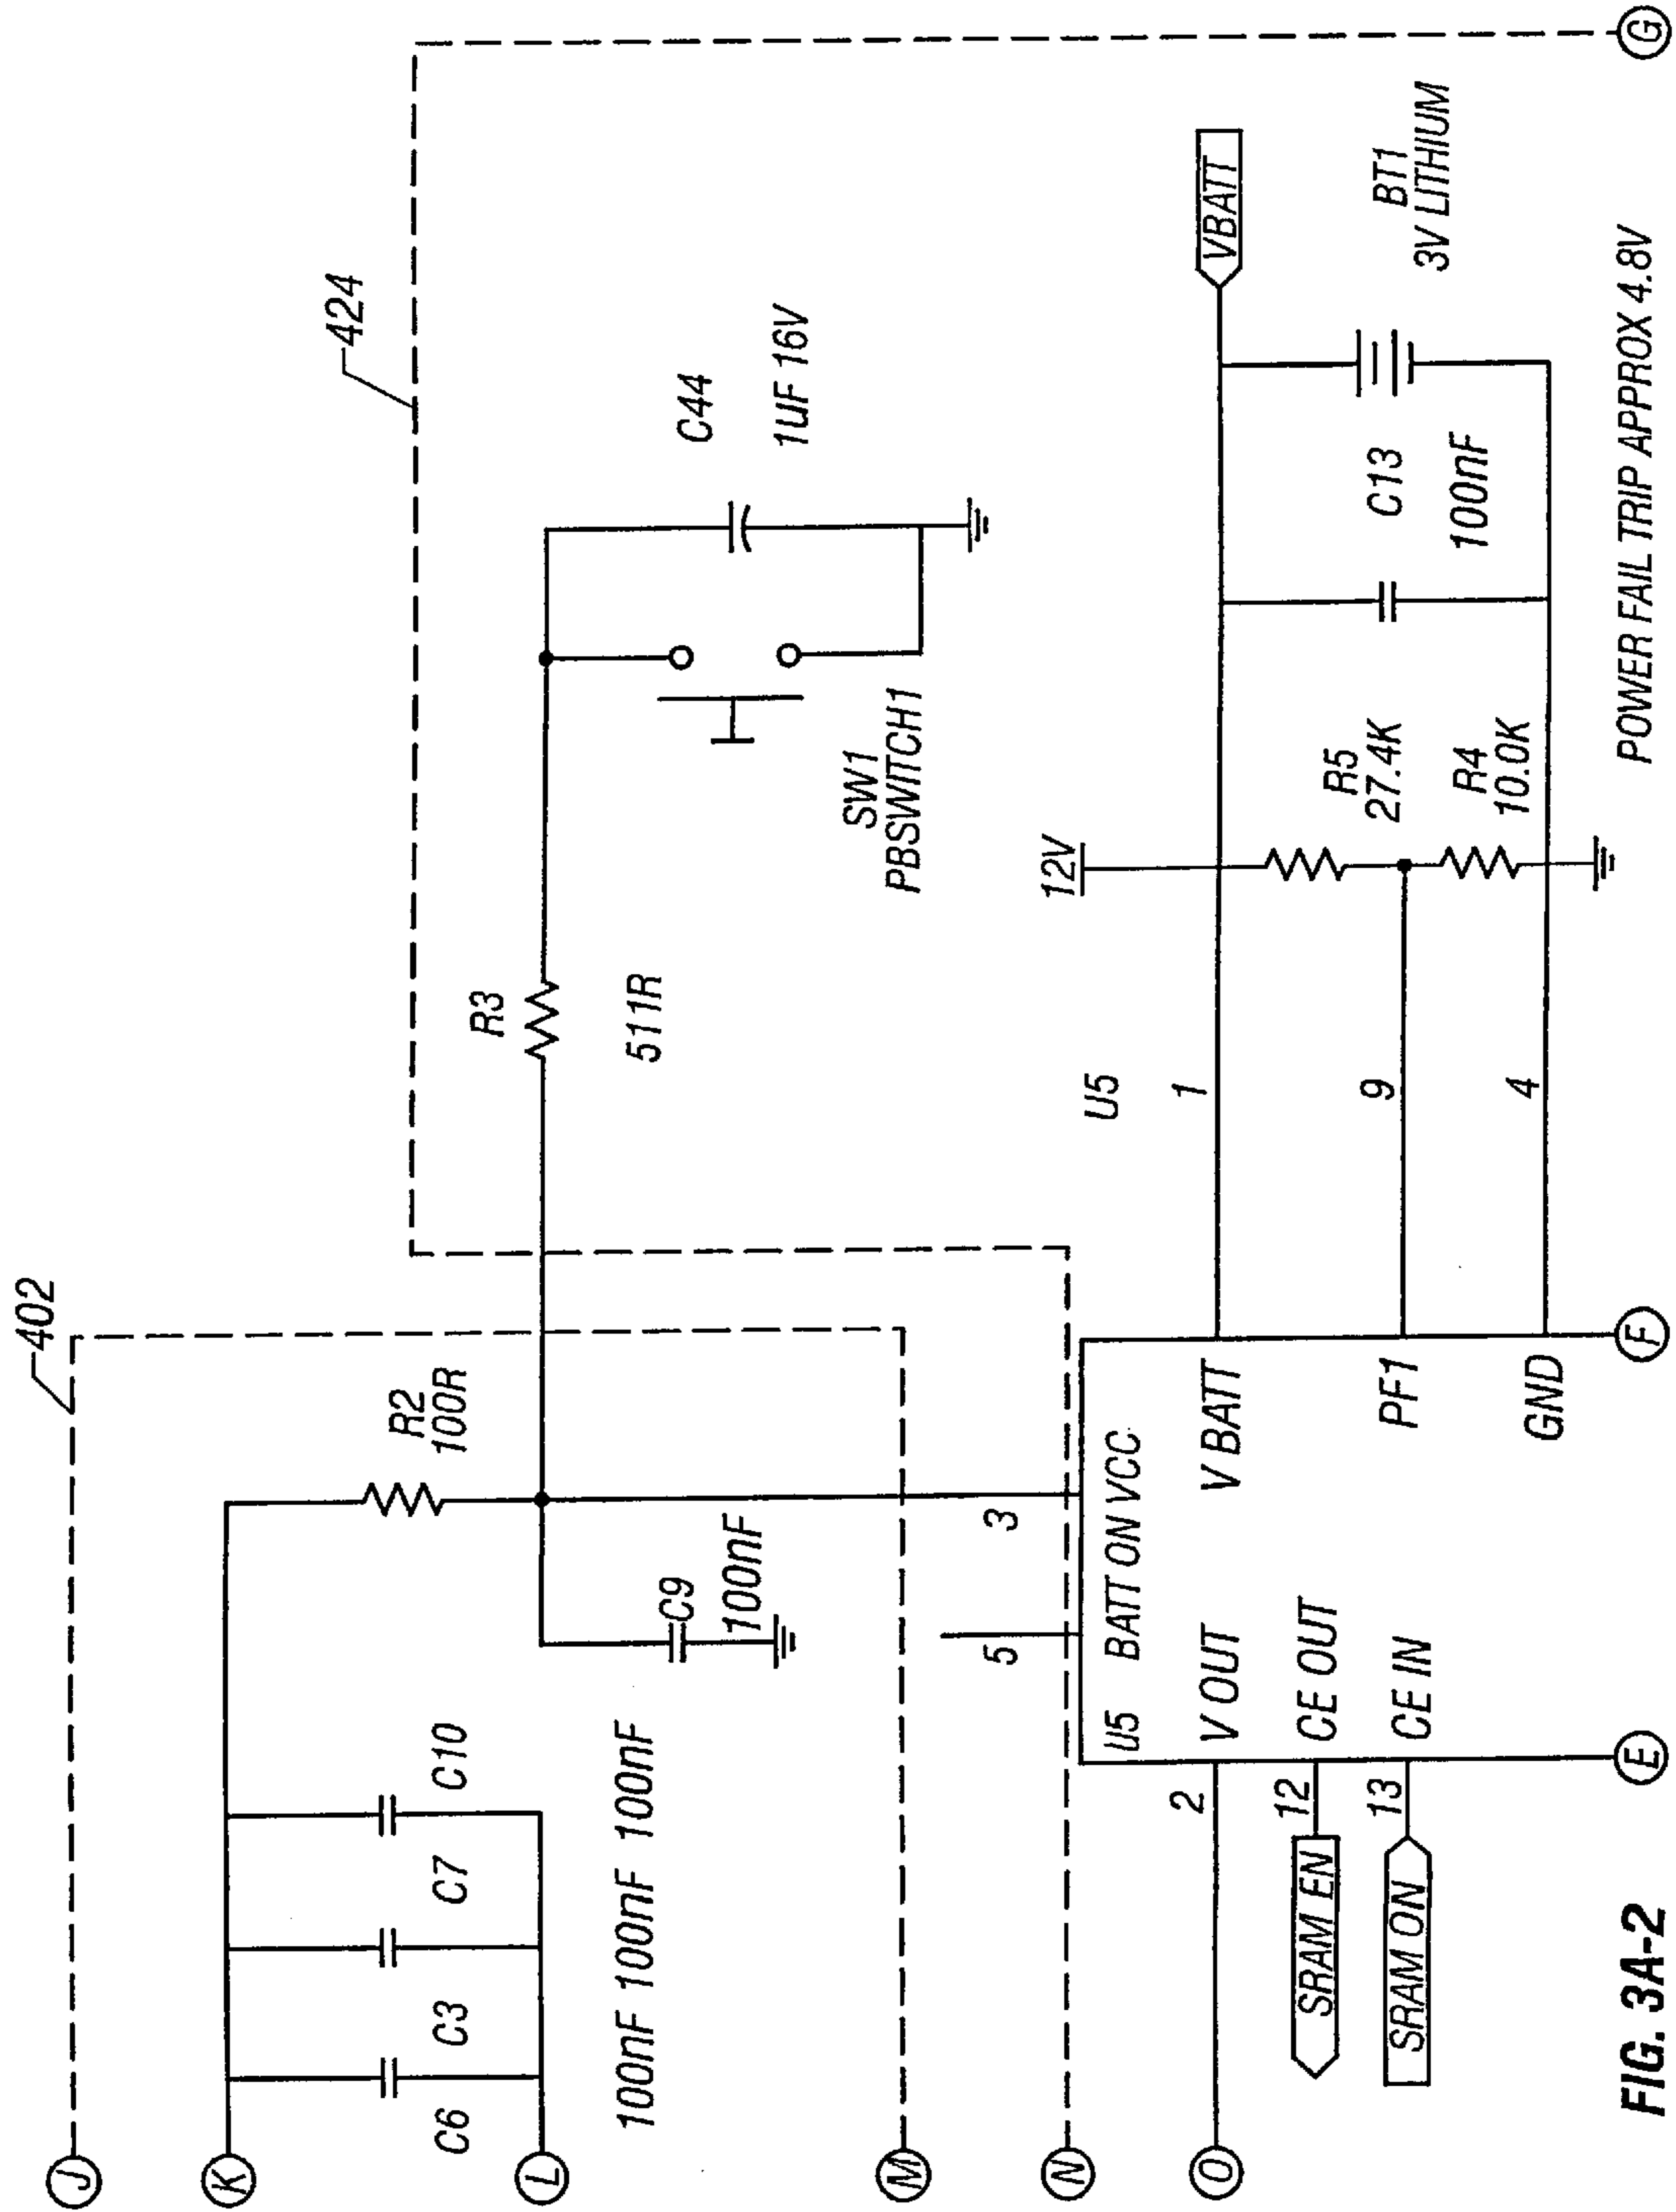 402
424
J
K
L
M
N
O
C6
C3
C7
C10
100nF 100nF 100nF 100nF
R2
100R
C9
100nF
R3
511R
C44
1UF 16V
SW1
PBSWITCH1
5
3
U5
BATT ON VCC
V OUT
CE OUT
CE IN
V BATT
PF1
GND
2
12
13
SRAM EN
SRAM ON
U5
1
9
4
12V
R5
27.4K
R4
10.0K
C13
100nF
VBATT
BT1
3V LITHIUM
POWER FAIL TRIP APPROX 4.8V
E
F
G
FIG. 3A-2